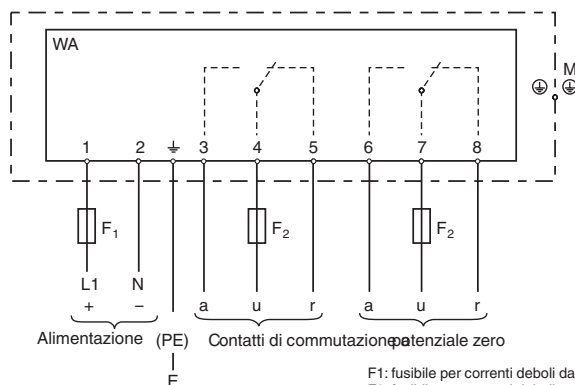 WA
M
1 2 3 4 5 6 7 8
F1 F2 F2
L1 N a u r a u r
+ −
Alimentazione (PE) Contatti di commutazione a potenziale zero
E
F1: fusibile per correnti deboli da